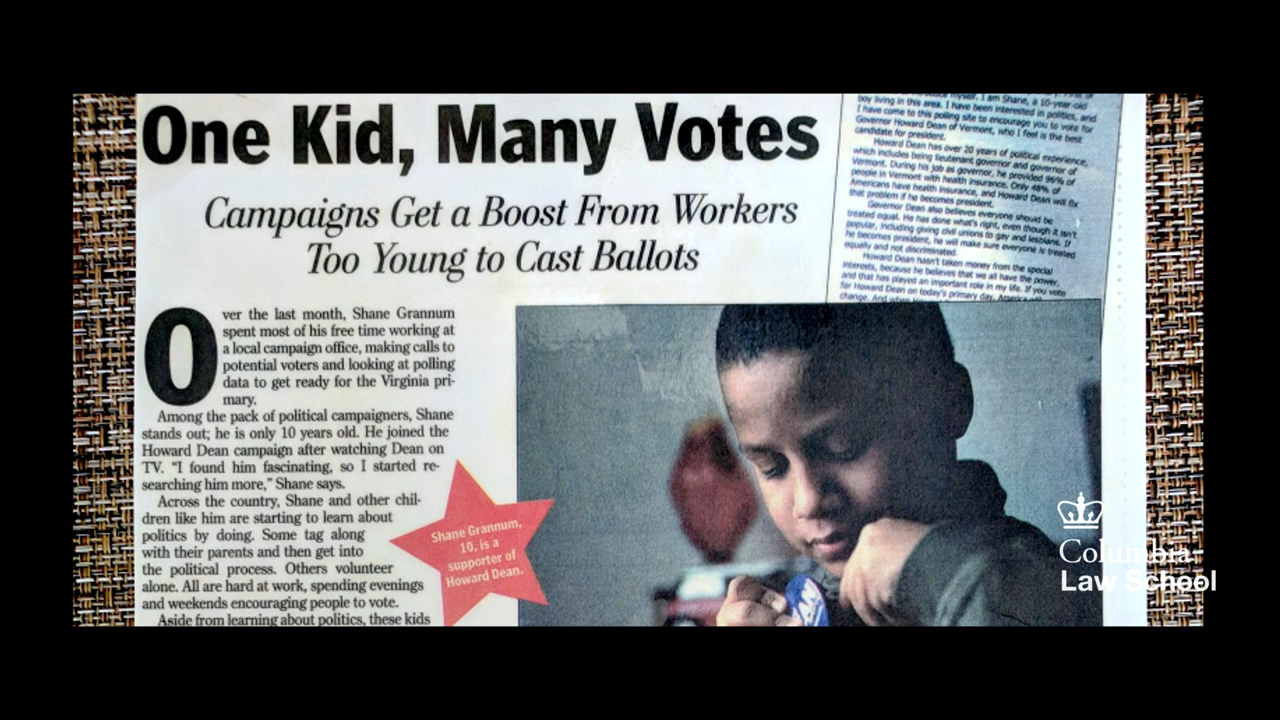 One Kid, Many Votes
Campaigns Get a Boost From Workers
Too Young to Cast Ballots
Over the last month, Shane Grannum
spent most of his free time working at
a local campaign office, making calls to
potential voters and looking at polling
data to get ready for the Virginia pri-
mary.
Among the pack of political campaigners, Shane
stands out; he is only 10 years old. He joined the
Howard Dean campaign after watching Dean on
TV. “I found him fascinating, so I started re-
searching him more,” Shane says.
Across the country, Shane and other chil-
dren like him are starting to learn about
politics by doing. Some tag along
with their parents and then get into
the political process. Others volunteer
alone. All are hard at work, spending evenings
and weekends encouraging people to vote.
Aside from learning about politics, these kids
Shane Grannum,
10, is a
supporter of
Howard Dean.
myself. I am Shane, a 10-year-old
boy living in this area. I have been interested in politics, and
I have come to this polling site to encourage you to vote for
Governor Howard Dean of Vermont, who I feel is the best
candidate for president.
Howard Dean has over 20 years of political experience,
which includes being lieutenant governor and governor of
Vermont. During his job as governor, he provided 96% of
people in Vermont with health insurance. Only 48% of
Americans have health insurance, and Howard Dean will fix
that problem if he becomes president.
Governor Dean also believes everyone should be
treated equal. He has done what's right, even though it isn't
popular, including giving civil unions to gay and lesbians. If
he becomes president, he will make sure everyone is treated
equally and not discriminated.
Howard Dean hasn't taken money from the special
interests, because he believes that we all have the power,
and that has played an important role in my life. If you vote
for Howard Dean on today's primary day,
change. And when
Columbia
Law School